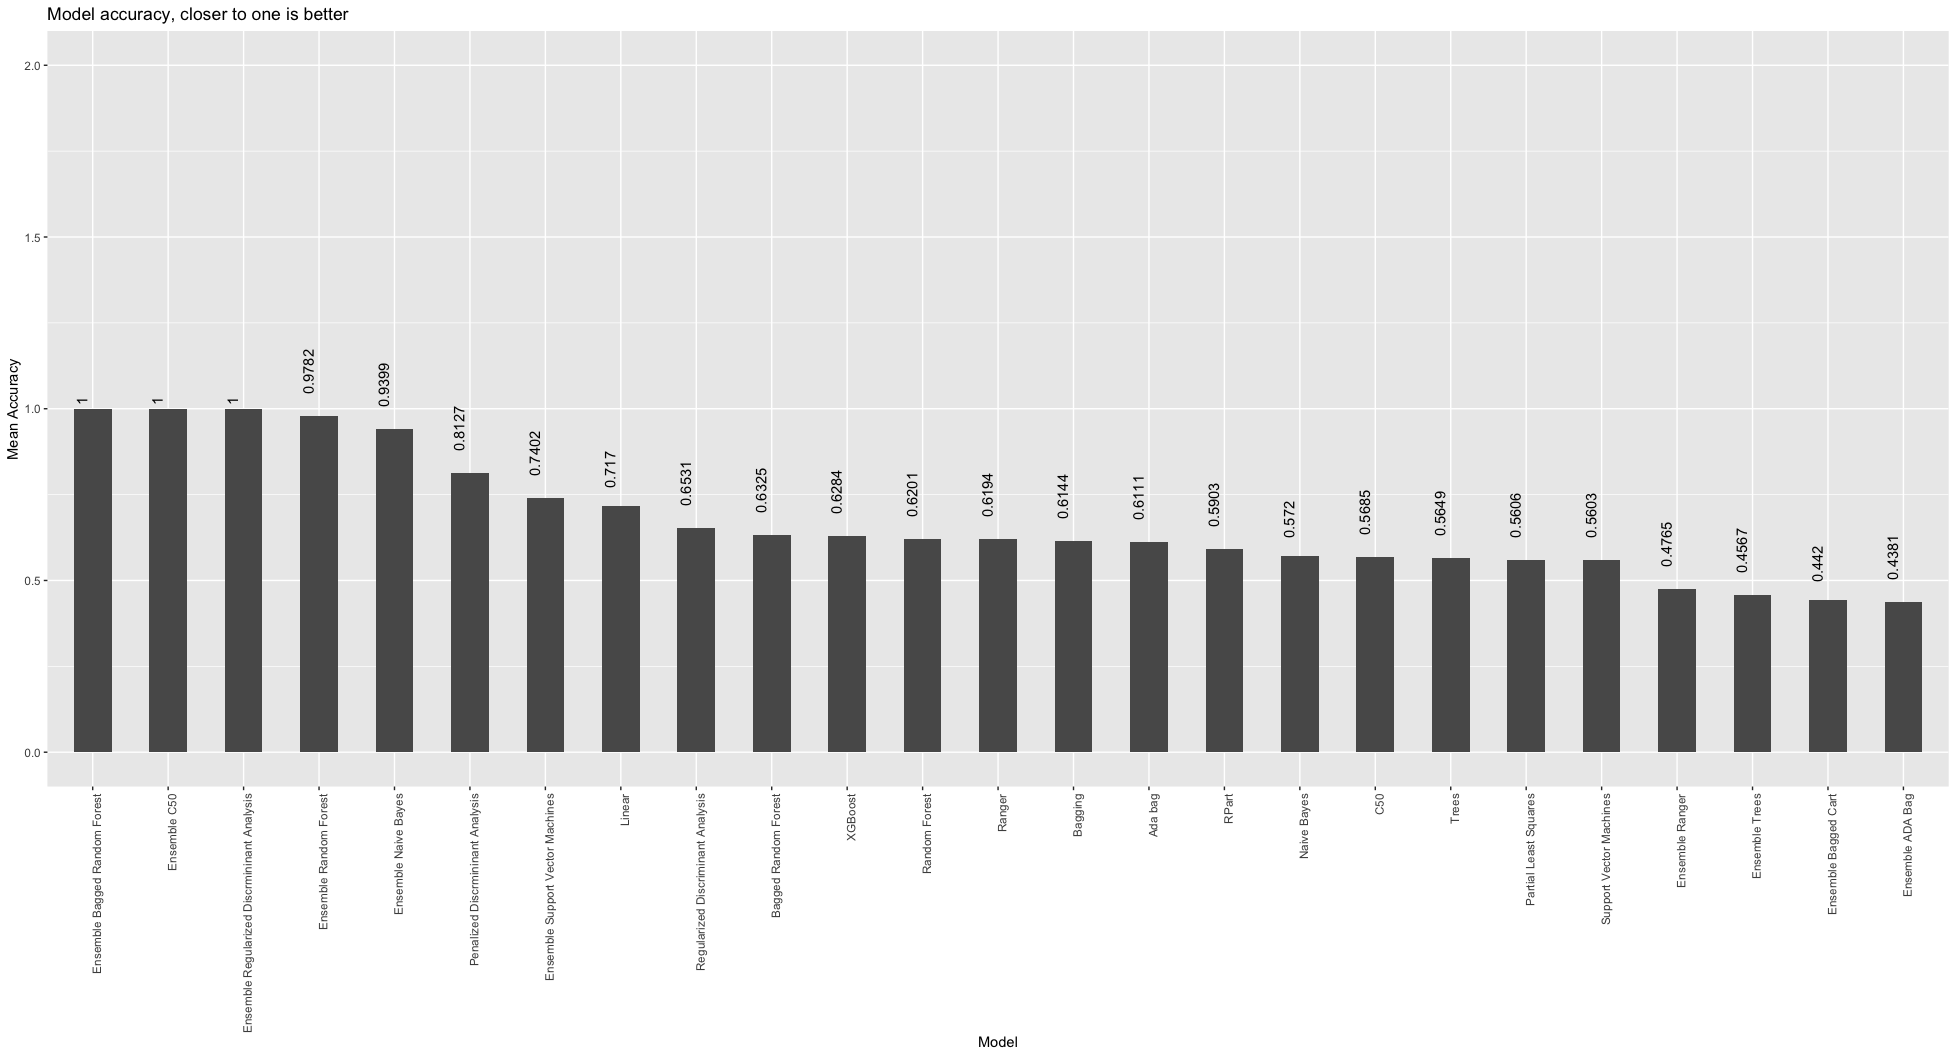 Model accuracy, closer to one is better
Mean Accuracy
2.0
1.5
1.0
0.5
0.0
1
1
1
0.9782
0.9399
0.8127
0.7402
0.717
0.6531
0.6325
0.6284
0.6201
0.6194
0.6144
0.6111
0.5903
0.572
0.5685
0.5649
0.5606
0.5603
0.4765
0.4567
0.442
0.4381
Ensemble Bagged Random Forest
Ensemble C50
Ensemble Regularized Discrminant Analysis
Ensemble Random Forest
Ensemble Naive Bayes
Penalized Discrminant Analysis
Ensemble Support Vector Machines
Linear
Regularized Discriminant Analysis
Bagged Random Forest
XGBoost
Random Forest
Ranger
Bagging
Ada bag
RPart
Naive Bayes
C50
Trees
Partial Least Squares
Support Vector Machines
Ensemble Ranger
Ensemble Trees
Ensemble Bagged Cart
Ensemble ADA Bag
Model